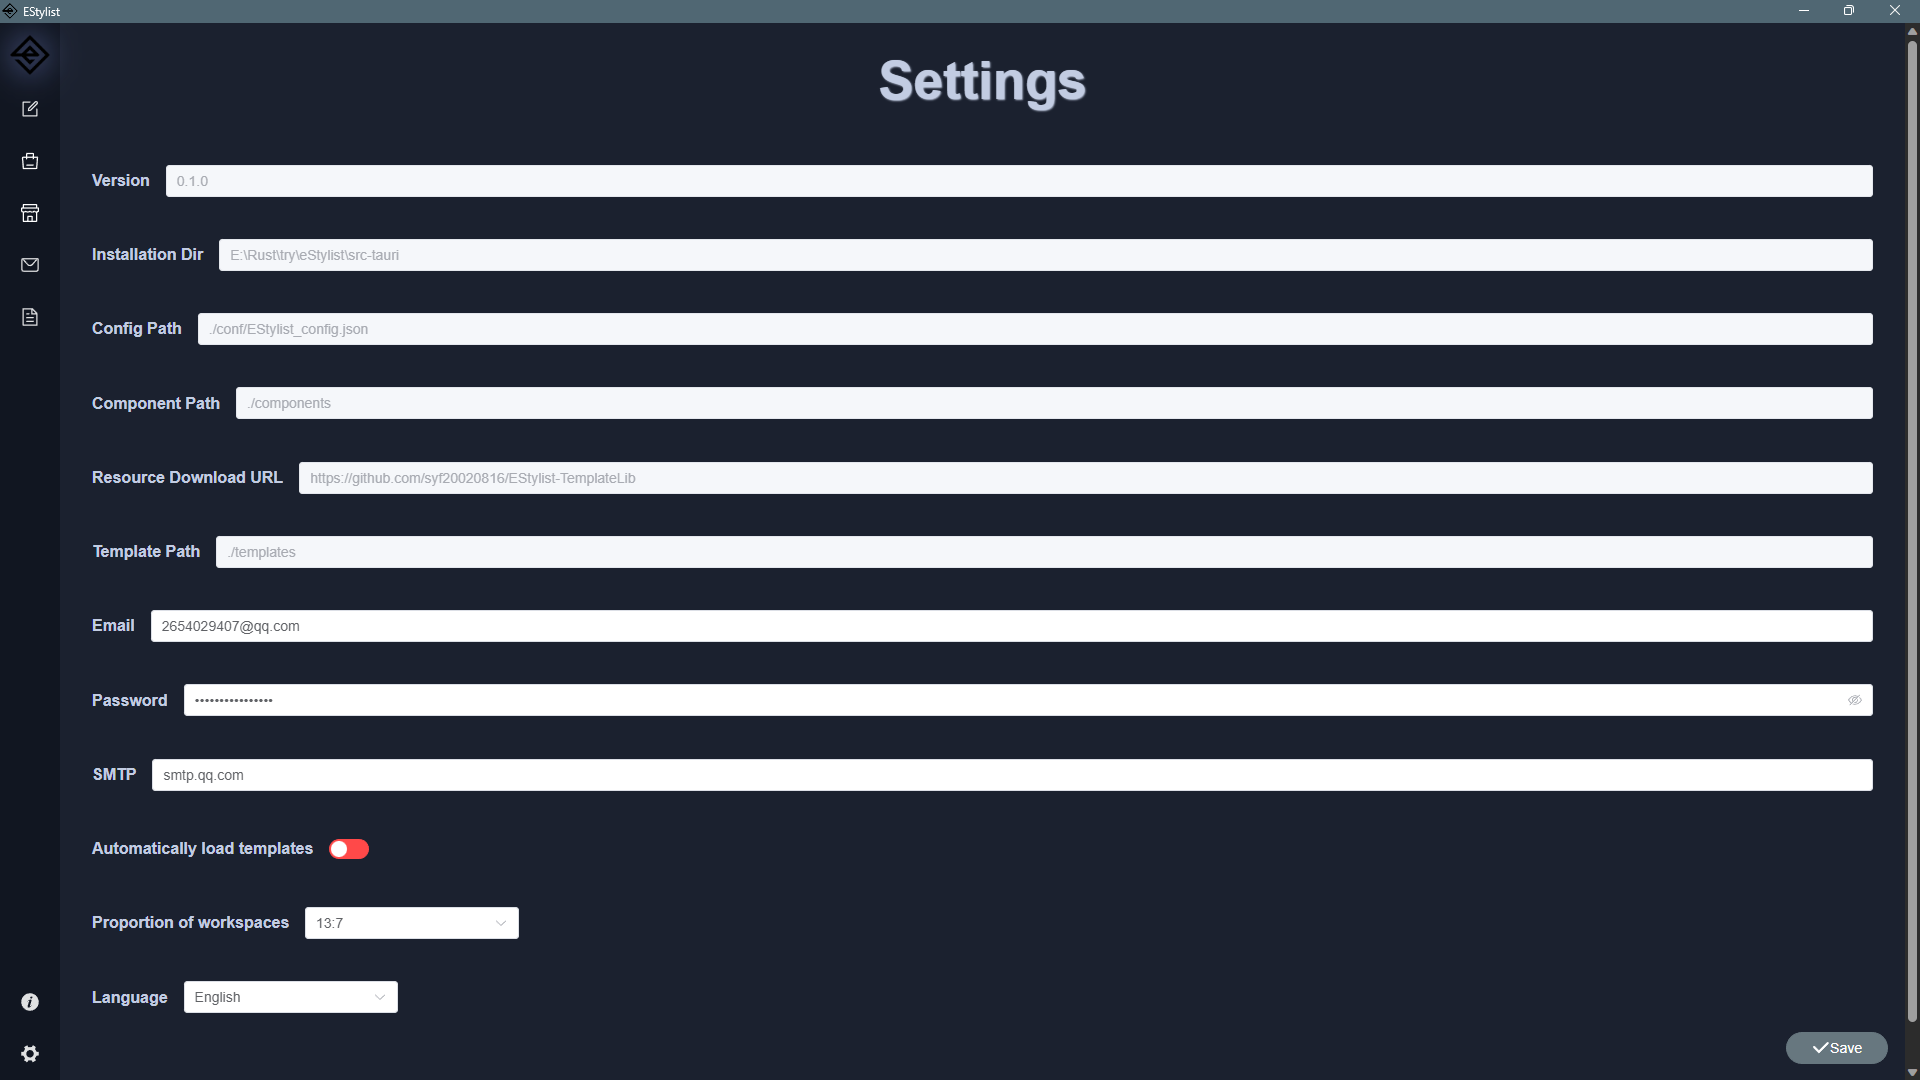 EStylist
Settings
Version 0.1.0
Installation Dir E:\Rust\try\eStylist\src-tauri
Config Path ./conf/EStylist_config.json
Component Path ./components
Resource Download URL https://github.com/syf20020816/EStylist-TemplateLib
Template Path ./templates
Email 2654029407@qq.com
Password ••••••••••••••••
SMTP smtp.qq.com
Automatically load templates
Proportion of workspaces 13:7
Language English
Save